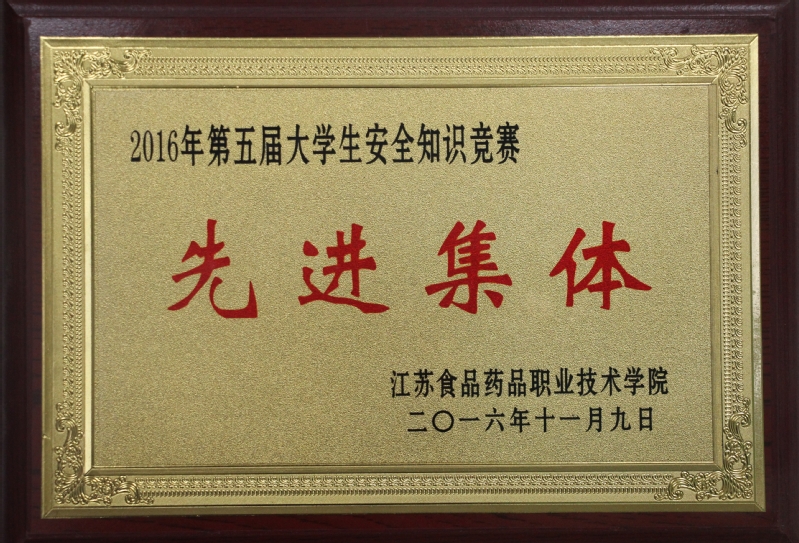 2016年第五届大学生安全知识竞赛
先进集体
江苏食品药品职业技术学院
二〇一六年十一月九日